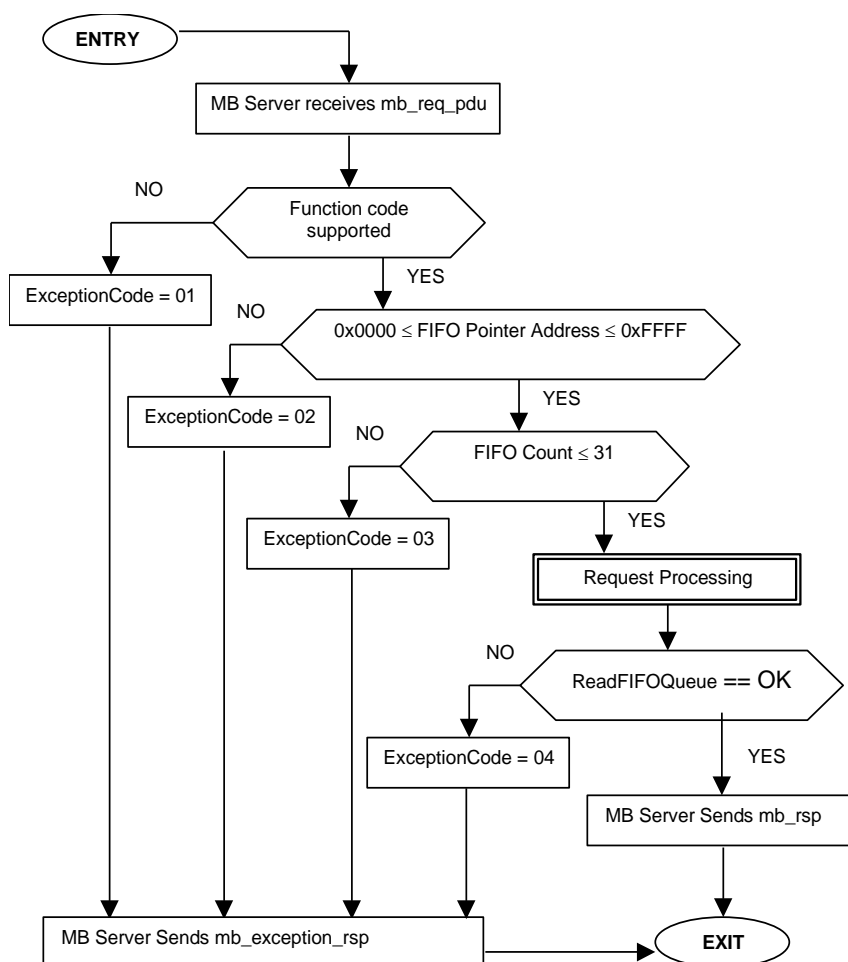 ENTRY
MB Server receives mb_req_pdu
NO
Function code
supported
YES
ExceptionCode = 01
NO
0x0000 ≤ FIFO Pointer Address ≤ 0xFFFF
YES
ExceptionCode = 02
NO
FIFO Count ≤ 31
YES
ExceptionCode = 03
Request Processing
NO
ReadFIFOQueue == OK
YES
ExceptionCode = 04
MB Server Sends mb_rsp
MB Server Sends mb_exception_rsp
EXIT